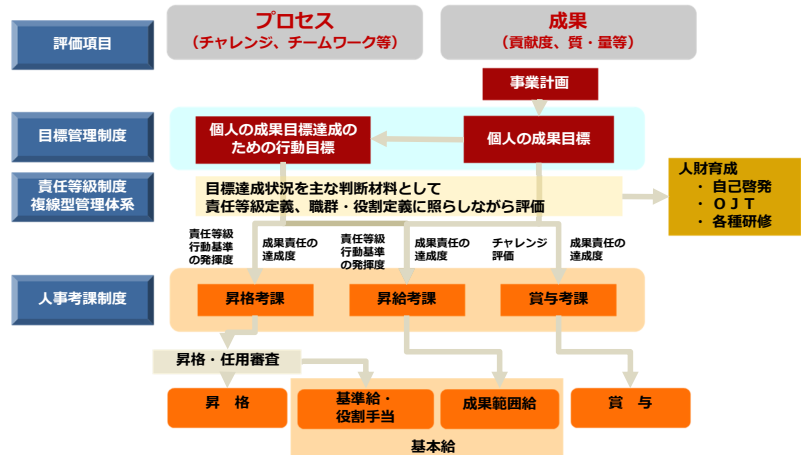 評価項目
プロセス
(チャレンジ、チームワーク等)
成果
(貢献度、質・量等)
事業計画
目標管理制度
個人の成果目標達成の
ための行動目標
個人の成果目標
責任等級制度
複線型管理体系
目標達成状況を主な判断材料として
責任等級定義、職群・役割定義に照らしながら評価
人財育成
・ 自己啓発
・ OJT
・ 各種研修
責任等級
行動基準
の発揮度
成果責任の
達成度
責任等級
行動基準
の発揮度
成果責任の
達成度
チャレンジ
評価
成果責任の
達成度
人事考課制度
昇格考課
昇給考課
賞与考課
昇格・任用審査
昇 格
基準給・
役割手当
成果範囲給
賞 与
基本給